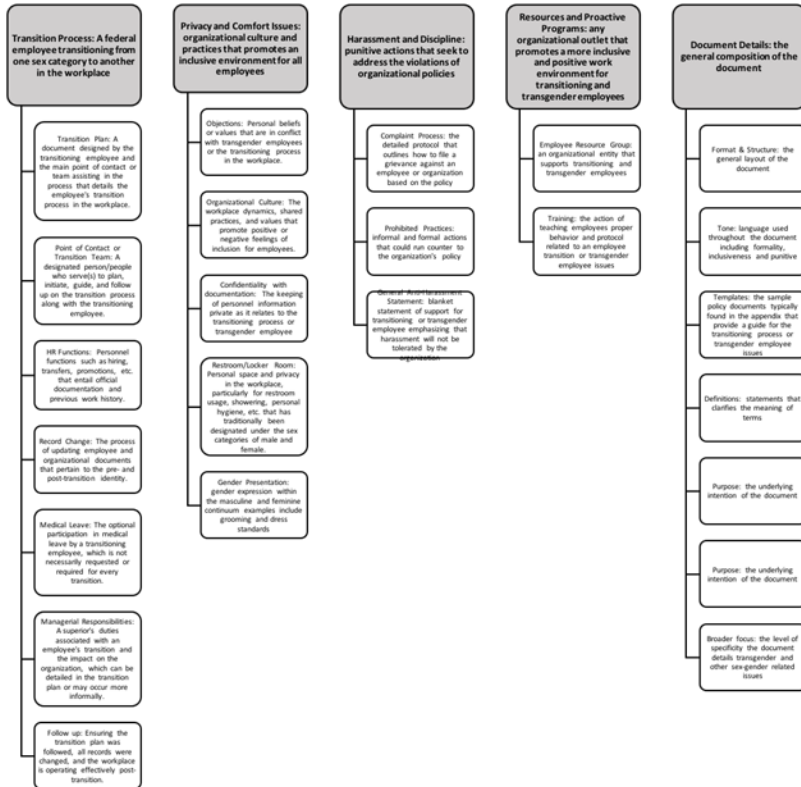 Transition Process: A federal
employee transitioning from
one sex category to another
in the workplace
Transition Plan: A
document designed by the
transitioning employee and
the main point of contact or
team assisting in the
process that details the
employee's transition
process in the workplace.
Point of Contact or
Transition Team: A
designated person/people
who serve(s) to plan,
initiate, guide, and follow
up on the transition process
along with the transitioning
employee.
HR Functions: Personnel
functions such as hiring,
transfers, promotions, etc.
that entail official
documentation and
previous work history.
Record Change: The process
of updating employee and
organizational documents
that pertain to the pre- and
post-transition identity.
Medical Leave: The optional
participation in medical
leave by a transitioning
employee, which is not
necessarily requested or
required for every
transition.
Managerial Responsibilities:
A superior's duties
associated with an
employee's transition and
the impact on the
organization, which can be
detailed in the transition
plan or may occur more
informally.
Follow up: Ensuring the
transition plan was
followed, all records were
changed, and the workplace
is operating effectively post-
transition.
Privacy and Comfort Issues:
organizational culture and
practices that promotes an
inclusive environment for all
employees
Objections: Personal beliefs
or values that are in conflict
with transgender employees
or the transitioning process
in the workplace.
Organizational Culture: The
workplace dynamics, shared
practices, and values that
promote positive or
negative feelings of
inclusion for employees.
Confidentiality with
documentation: The keeping
of personnel information
private as it relates to the
transitioning process or
transgender employee
Restroom/Locker Room:
Personal space and privacy
in the workplace,
particularly for restroom
usage, showering, personal
hygiene, etc. that has
traditionally been
designated under the sex
categories of male and
female.
Gender Presentation:
gender expression within
the masculine and feminine
continuum examples include
grooming and dress
standards
Harassment and Discipline:
punitive actions that seek to
address the violations of
organizational policies
Complaint Process: the
detailed protocol that
outlines how to file a
grievance against an
employee or organization
based on the policy
Prohibited Practices:
informal and formal actions
that could run counter to
the organization's policy
General Anti-Harassment
Statement: blanket
statement of support for
transitioning or transgender
employee emphasizing that
harassment will not be
tolerated by the
organization
Resources and Proactive
Programs: any
organizational outlet that
promotes a more inclusive
and positive work
environment for
transitioning and
transgender employees
Employee Resource Group:
an organizational entity that
supports transitioning and
transgender employees
Training: the action of
teaching employees proper
behavior and protocol
related to an employee
transition or transgender
employee issues
Document Details: the
general composition of the
document
Format & Structure: the
general layout of the
document
Tone: language used
throughout the document
including formality,
inclusiveness and punitive
Templates: the sample
policy documents typically
found in the appendix that
provide a guide for the
transitioning process or
transgender employee
issues
Definitions: statements that
clarifies the meaning of
terms
Purpose: the underlying
intention of the document
Purpose: the underlying
intention of the document
Broader focus: the level of
specificity the document
details transgender and
other sex-gender related
issues